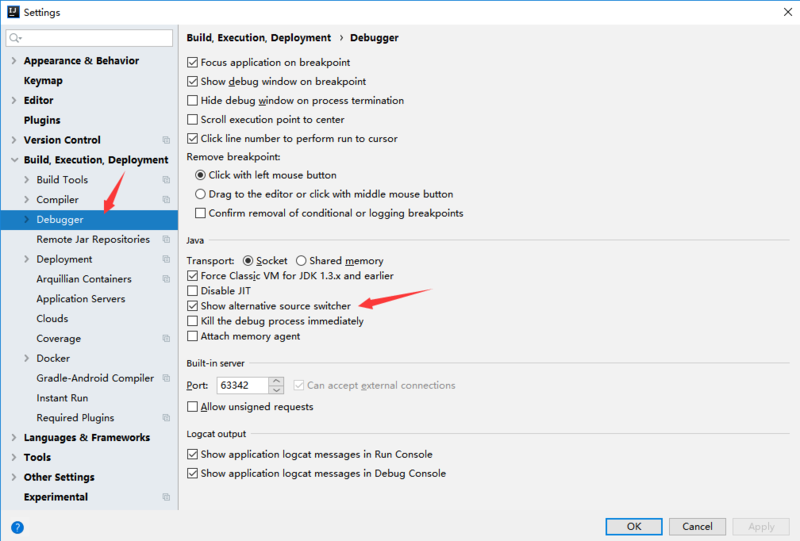 Settings
Appearance & Behavior
Keymap
Editor
Plugins
Version Control
Build, Execution, Deployment
Build Tools
Compiler
Debugger
Remote Jar Repositories
Deployment
Arquillian Containers
Application Servers
Clouds
Coverage
Docker
Gradle-Android Compiler
Instant Run
Required Plugins
Languages & Frameworks
Tools
Other Settings
Experimental
Build, Execution, Deployment › Debugger
Focus application on breakpoint
Show debug window on breakpoint
Hide debug window on process termination
Scroll execution point to center
Click line number to perform run to cursor
Remove breakpoint:
Click with left mouse button
Drag to the editor or click with middle mouse button
Confirm removal of conditional or logging breakpoints
Java
Transport: Socket Shared memory
Force Classic VM for JDK 1.3.x and earlier
Disable JIT
Show alternative source switcher
Kill the debug process immediately
Attach memory agent
Built-in server
Port: 63342 Can accept external connections
Allow unsigned requests
Logcat output
Show application logcat messages in Run Console
Show application logcat messages in Debug Console
? OK Cancel Apply